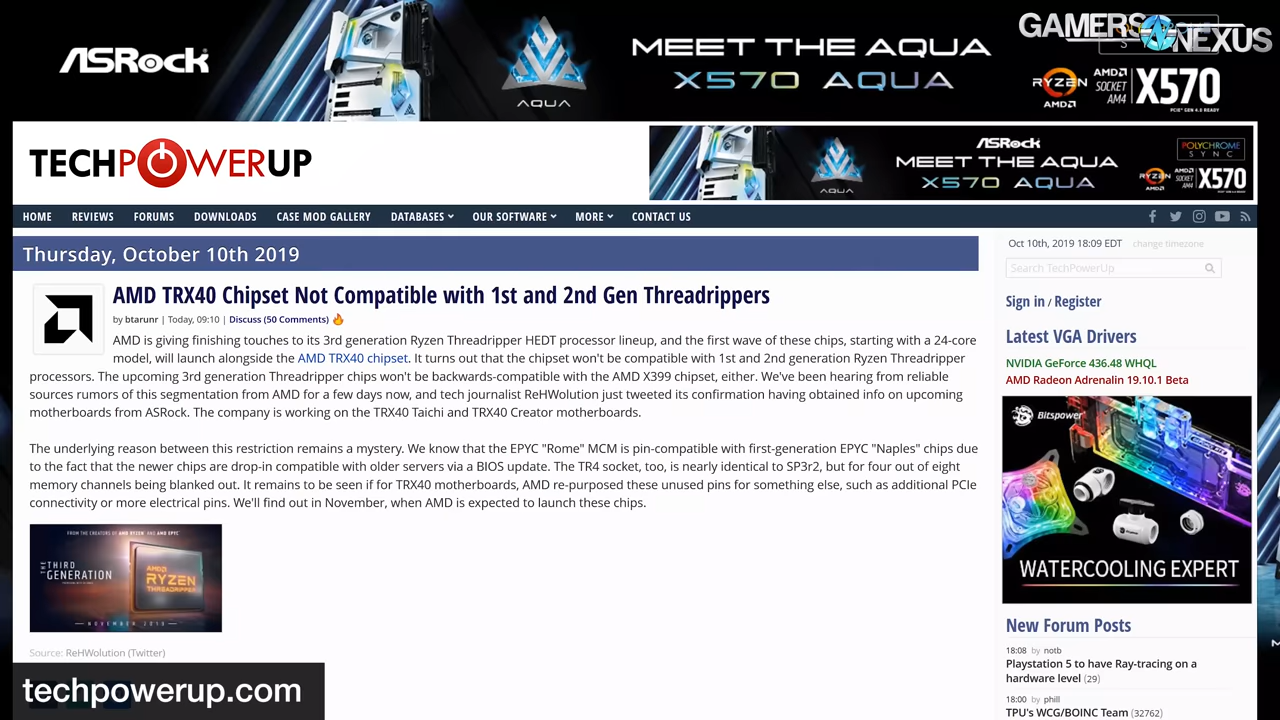 ASRock
AQUA
MEET THE AQUA
X570 AQUA
GAMERS NEXUS
RYZEN
AMD
AMD
SOCKET
AM4
X570
PCIE® GEN 4.0 READY
TECHPOWERUP
AQUA
ASRock
MEET THE AQUA
X570 AQUA
POLYCHROME
SYNC
RYZEN
AMD
AMD
SOCKET
AM4
X570
HOME REVIEWS FORUMS DOWNLOADS CASE MOD GALLERY DATABASES OUR SOFTWARE MORE CONTACT US
Thursday, October 10th 2019
Oct 10th, 2019 18:09 EDT change timezone
Search TechPowerUp
Sign in / Register
AMD TRX40 Chipset Not Compatible with 1st and 2nd Gen Threadrippers
by btarunr | Today, 09:10 | Discuss (50 Comments)
AMD is giving finishing touches to its 3rd generation Ryzen Threadripper HEDT processor lineup, and the first wave of these chips, starting with a 24-core
model, will launch alongside the AMD TRX40 chipset. It turns out that the chipset won't be compatible with 1st and 2nd generation Ryzen Threadripper
processors. The upcoming 3rd generation Threadripper chips won't be backwards-compatible with the AMD X399 chipset, either. We've been hearing from reliable
sources rumors of this segmentation from AMD for a few days now, and tech journalist ReHWolution just tweeted its confirmation having obtained info on upcoming
motherboards from ASRock. The company is working on the TRX40 Taichi and TRX40 Creator motherboards.
The underlying reason between this restriction remains a mystery. We know that the EPYC "Rome" MCM is pin-compatible with first-generation EPYC "Naples" chips due
to the fact that the newer chips are drop-in compatible with older servers via a BIOS update. The TR4 socket, too, is nearly identical to SP3r2, but for four out of eight
memory channels being blanked out. It remains to be seen if for TRX40 motherboards, AMD re-purposed these unused pins for something else, such as additional PCIe
connectivity or more electrical pins. We'll find out in November, when AMD is expected to launch these chips.
FROM THE CREATORS OF AMD RYZEN™ AND AMD EPYC™
THE THIRD
GENERATION
AMD
RYZEN
THREADRIPPER
NOVEMBER 2019
Source: ReHWolution (Twitter)
techpowerup.com
Latest VGA Drivers
NVIDIA GeForce 436.48 WHQL
AMD Radeon Adrenalin 19.10.1 Beta
Bitspower
WATERCOOLING EXPERT
New Forum Posts
18:08 by notb
Playstation 5 to have Ray-tracing on a
hardware level (29)
18:00 by phill
TPU's WCG/BOINC Team (32762)